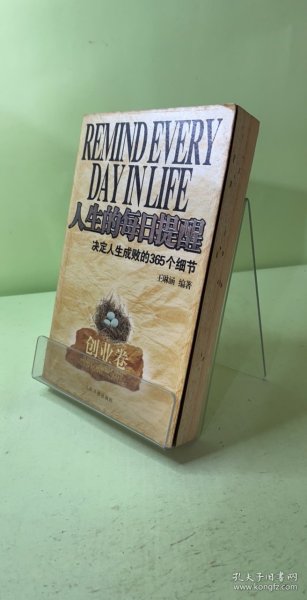 REMIND EVERY
DAY IN LIFE
人生的每日提醒
决定人生成败的365个细节
王琳涵 编著
创业卷
孔夫子旧书网